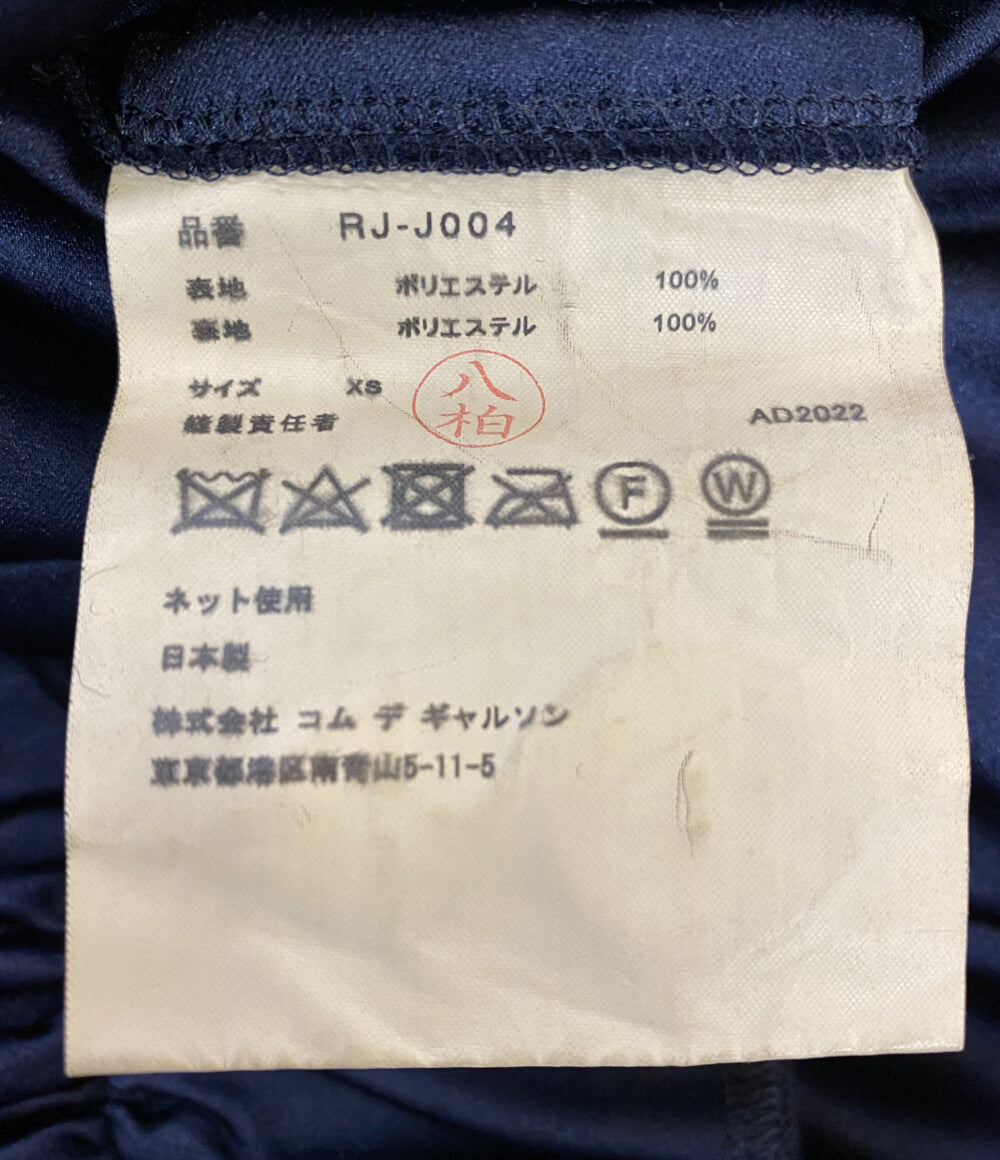 品番 RJ-J004
表地 ポリエステル 100%
裏地 ポリエステル 100%
サイズ XS
八柏
縫製責任者
AD2022
F W
ネット使用
日本製
株式会社 コム デ ギャルソン
東京都港区南青山5-11-5